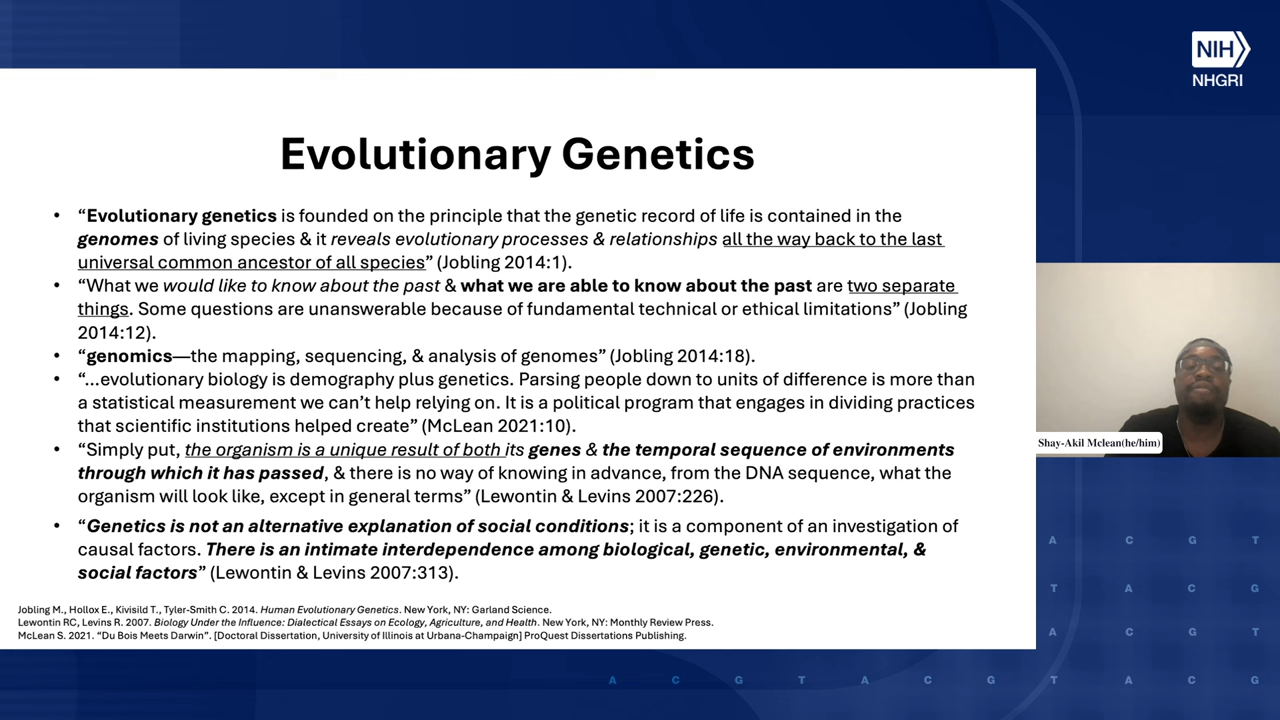 NIH
NHGRI
Evolutionary Genetics
• “Evolutionary genetics is founded on the principle that the genetic record of life is contained in the
genomes of living species & it reveals evolutionary processes & relationships all the way back to the last
universal common ancestor of all species” (Jobling 2014:1).
• “What we would like to know about the past & what we are able to know about the past are two separate
things. Some questions are unanswerable because of fundamental technical or ethical limitations” (Jobling
2014:12).
• “genomics—the mapping, sequencing, & analysis of genomes” (Jobling 2014:18).
• “…evolutionary biology is demography plus genetics. Parsing people down to units of difference is more than
a statistical measurement we can’t help relying on. It is a political program that engages in dividing practices
that scientific institutions helped create” (McLean 2021:10).
• “Simply put, the organism is a unique result of both its genes & the temporal sequence of environments
through which it has passed, & there is no way of knowing in advance, from the DNA sequence, what the
organism will look like, except in general terms” (Lewontin & Levins 2007:226).
• “Genetics is not an alternative explanation of social conditions; it is a component of an investigation of
causal factors. There is an intimate interdependence among biological, genetic, environmental, &
social factors” (Lewontin & Levins 2007:313).
Jobling M., Hollox E., Kivisild T., Tyler-Smith C. 2014. Human Evolutionary Genetics. New York, NY: Garland Science.
Lewontin RC, Levins R. 2007. Biology Under the Influence: Dialectical Essays on Ecology, Agriculture, and Health. New York, NY: Monthly Review Press.
McLean S. 2021. “Du Bois Meets Darwin”. [Doctoral Dissertation, University of Illinois at Urbana-Champaign] ProQuest Dissertations Publishing.
Shay-Akil Mclean(he/him)
A C G T
T A C G
A C G T
A C G T A C G T A C G